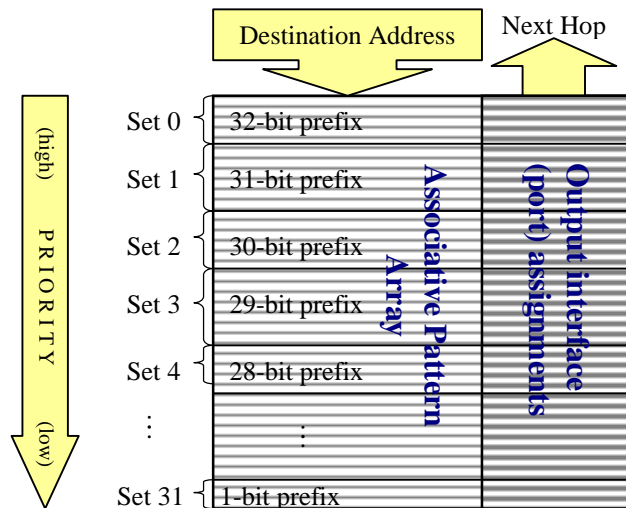 Destination Address
Next Hop
Set 0
32-bit prefix
Set 1
31-bit prefix
Set 2
30-bit prefix
Set 3
29-bit prefix
Set 4
28-bit prefix
⋮
⋮
Set 31
1-bit prefix
(high) PRIORITY (low)
Associative Pattern
Array
Output interface
(port) assignments